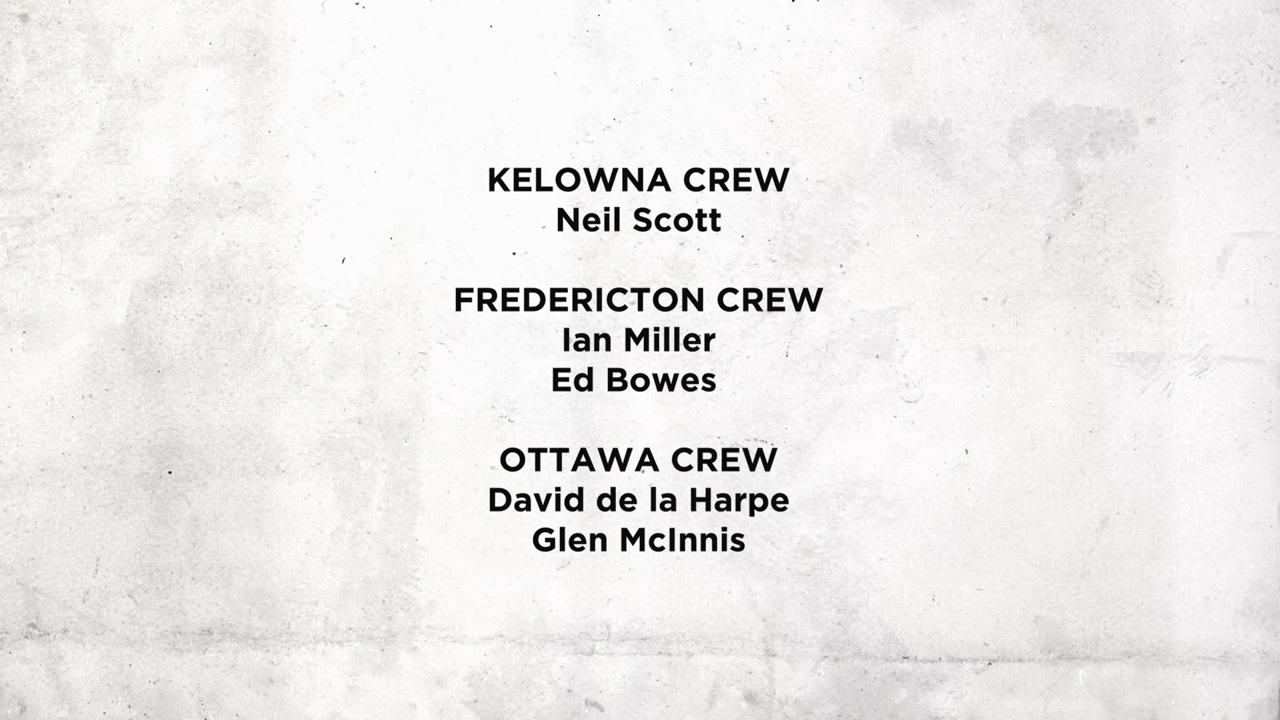 KELOWNA CREW
Neil Scott
FREDERICTON CREW
Ian Miller
Ed Bowes
OTTAWA CREW
David de la Harpe
Glen McInnis